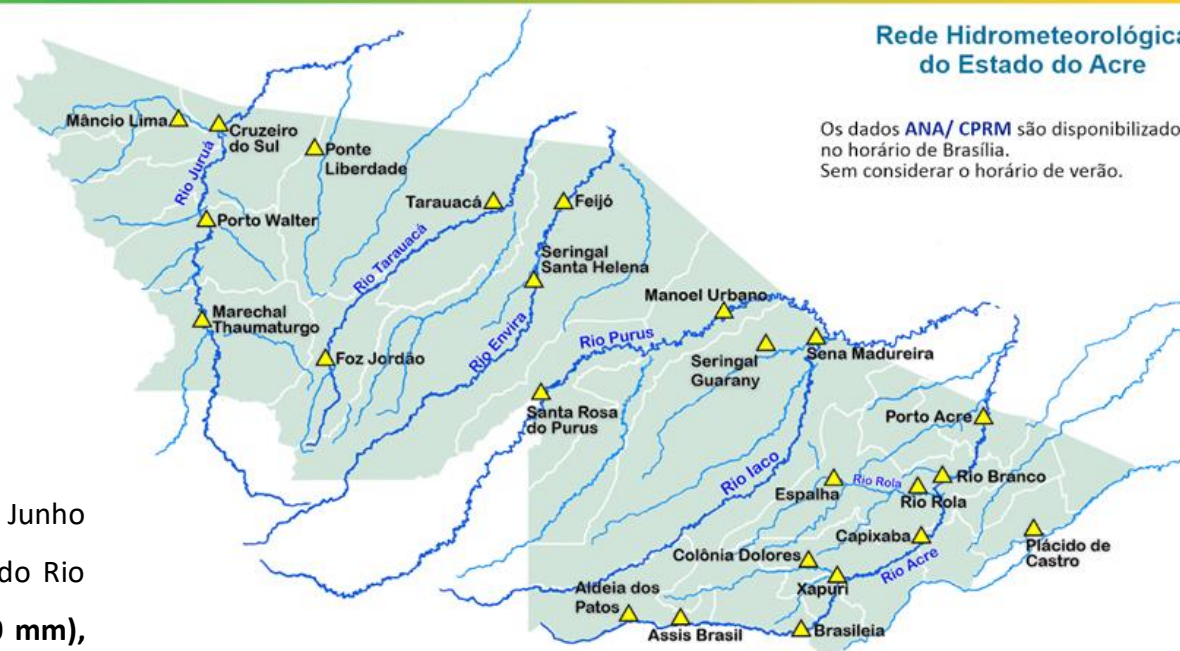 Rede Hidrometeorológica
do Estado do Acre
Os dados ANA/ CPRM são disponibilizado
no horário de Brasília.
Sem considerar o horário de verão.
Mâncio Lima
Cruzeiro
do Sul
Ponte
Liberdade
Rio Juruá
Porto Walter
Tarauacá
Feijó
Rio Tarauacá
Seringal
Santa Helena
Marechal
Thaumaturgo
Foz Jordão
Rio Envira
Manoel Urbano
Rio Purus
Seringal
Guarany
Sena Madureira
Santa Rosa
do Purus
Porto Acre
Rio Iaco
Espalha
Rio Rola
Rio Rola
Rio Branco
Capixaba
Plácido de
Castro
Colônia Dolores
Xapuri
Rio Acre
Aldeia dos
Patos
Assis Brasil
Brasileia
Junho
do Rio
mm),